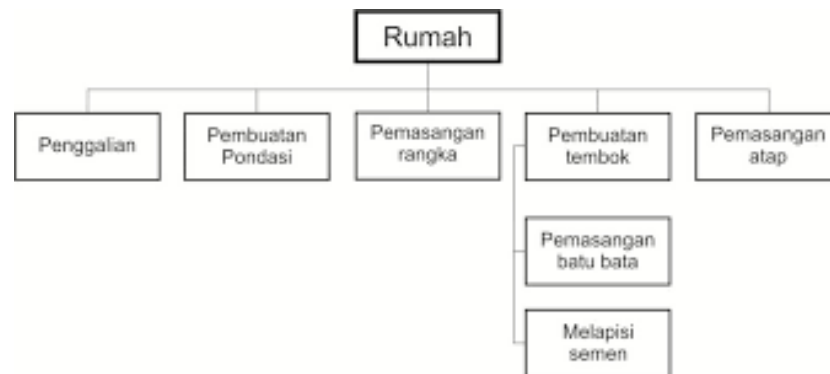 Rumah
Penggalian
Pembuatan
Pondasi
Pemasangan
rangka
Pembuatan
tembok
Pemasangan
atap
Pemasangan
batu bata
Melapisi
semen